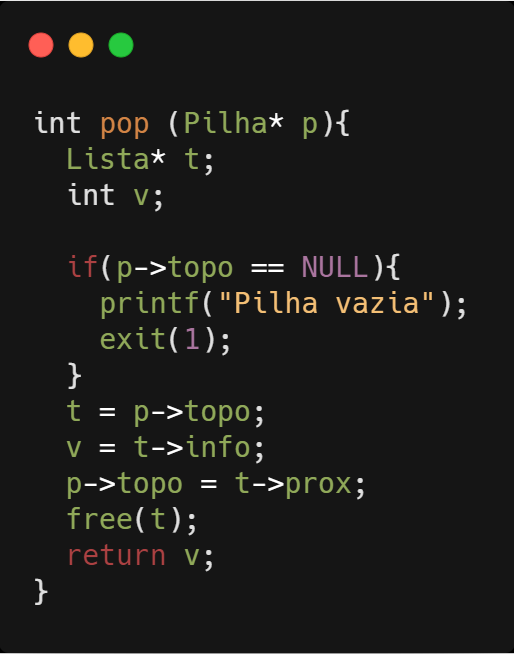 int pop (Pilha* p){
  Lista* t;
  int v;

  if(p->topo == NULL){
    printf("Pilha vazia");
    exit(1);
  }
  t = p->topo;
  v = t->info;
  p->topo = t->prox;
  free(t);
  return v;
}